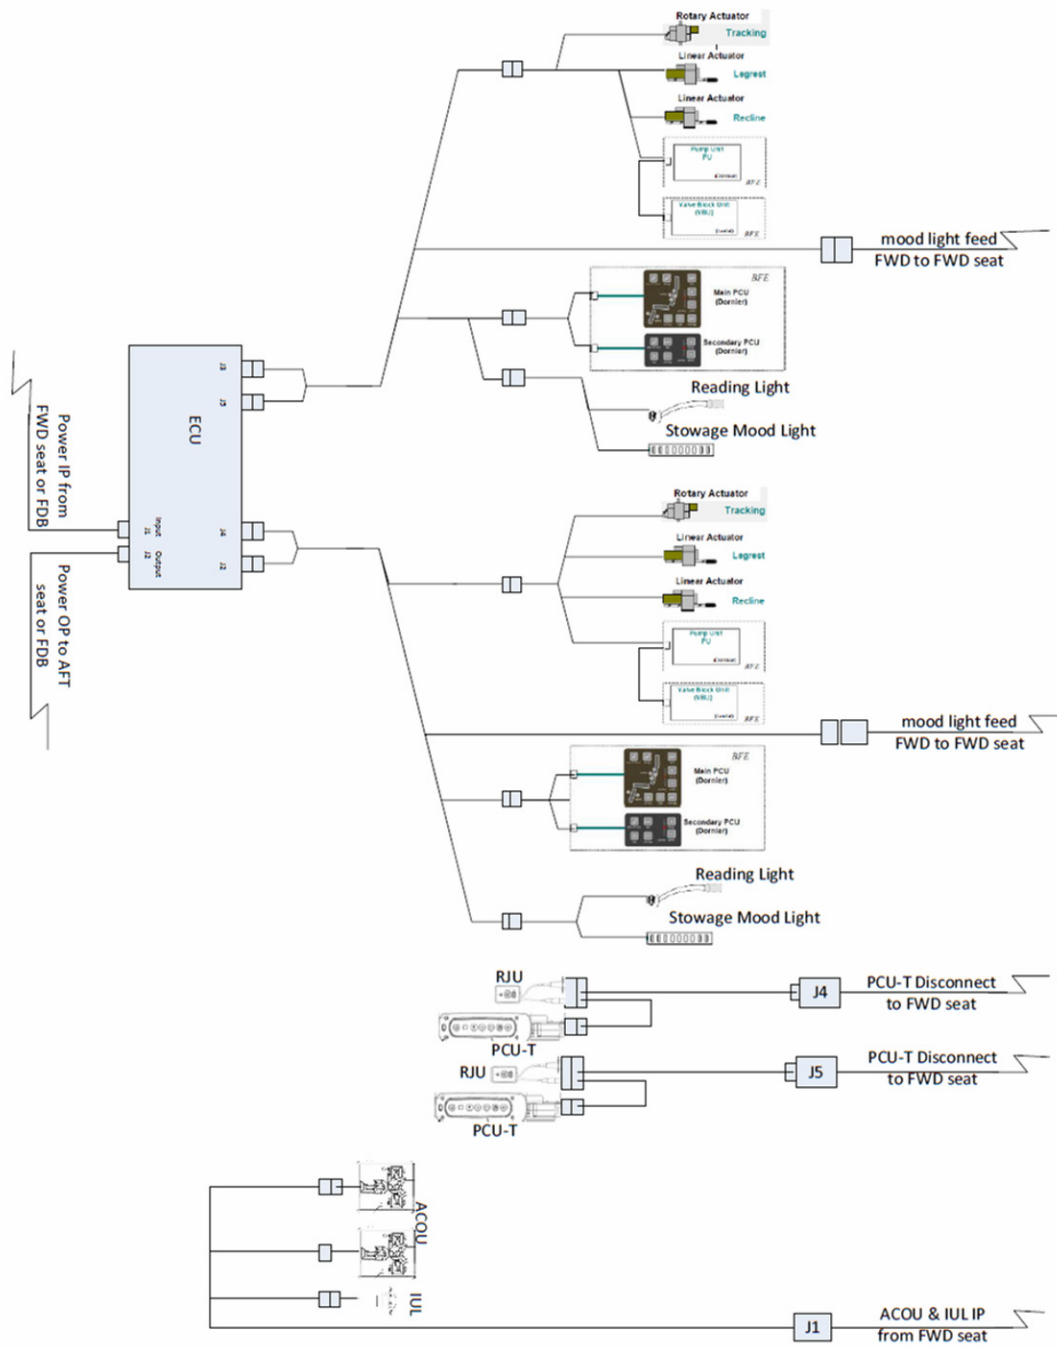 Rotary Actuator
Tracking
Linear Actuator
Legrest
Linear Actuator
Recline
Pump Unit
PU
BFE
Valve Block Unit
(VBU)
BFE
mood light feed
FWD to FWD seat
BFE
Main PCU
(Dornier)
Secondary PCU
(Dornier)
Reading Light
Stowage Mood Light
J3
J5
ECU
Power IP from
FWD seat or FDB
Input
J1
Output
J2
J4
J2
Power OP to AFT
seat or FDB
Rotary Actuator
Tracking
Linear Actuator
Legrest
Linear Actuator
Recline
Pump Unit
PU
BFE
Valve Block Unit
(VBU)
BFE
mood light feed
FWD to FWD seat
BFE
Main PCU
(Dornier)
Secondary PCU
(Dornier)
Reading Light
Stowage Mood Light
RJU
PCU-T
J4
PCU-T Disconnect
to FWD seat
RJU
PCU-T
J5
PCU-T Disconnect
to FWD seat
ACOU
IUL
J1
ACOU & IUL IP
from FWD seat